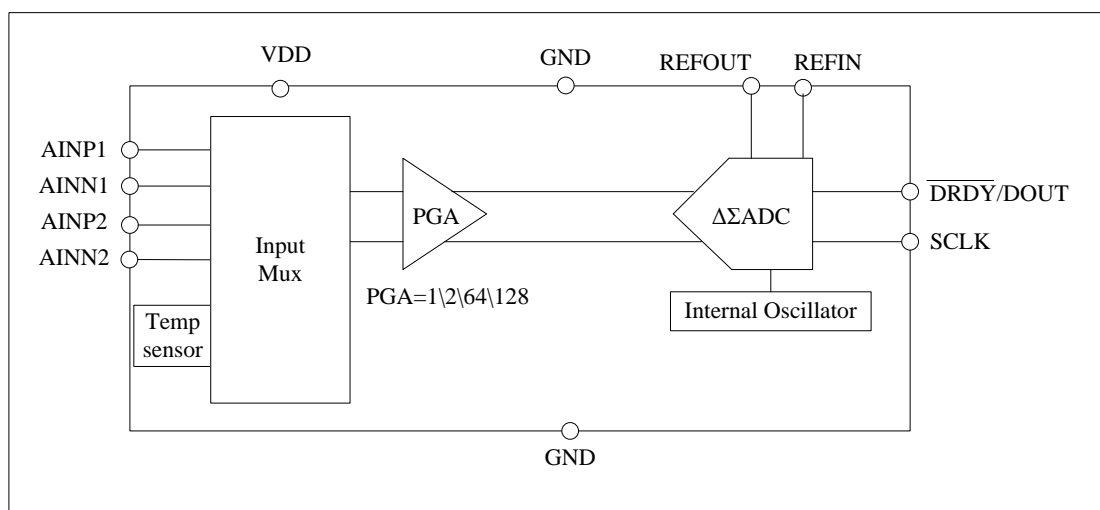 VDD
GND
REFOUT
REFIN
AINP1
AINN1
AINP2
AINN2
Input
Mux
Temp
sensor
PGA
PGA=1\2\64\128
ΔΣADC
Internal Oscillator
DRDY/DOUT
SCLK
GND